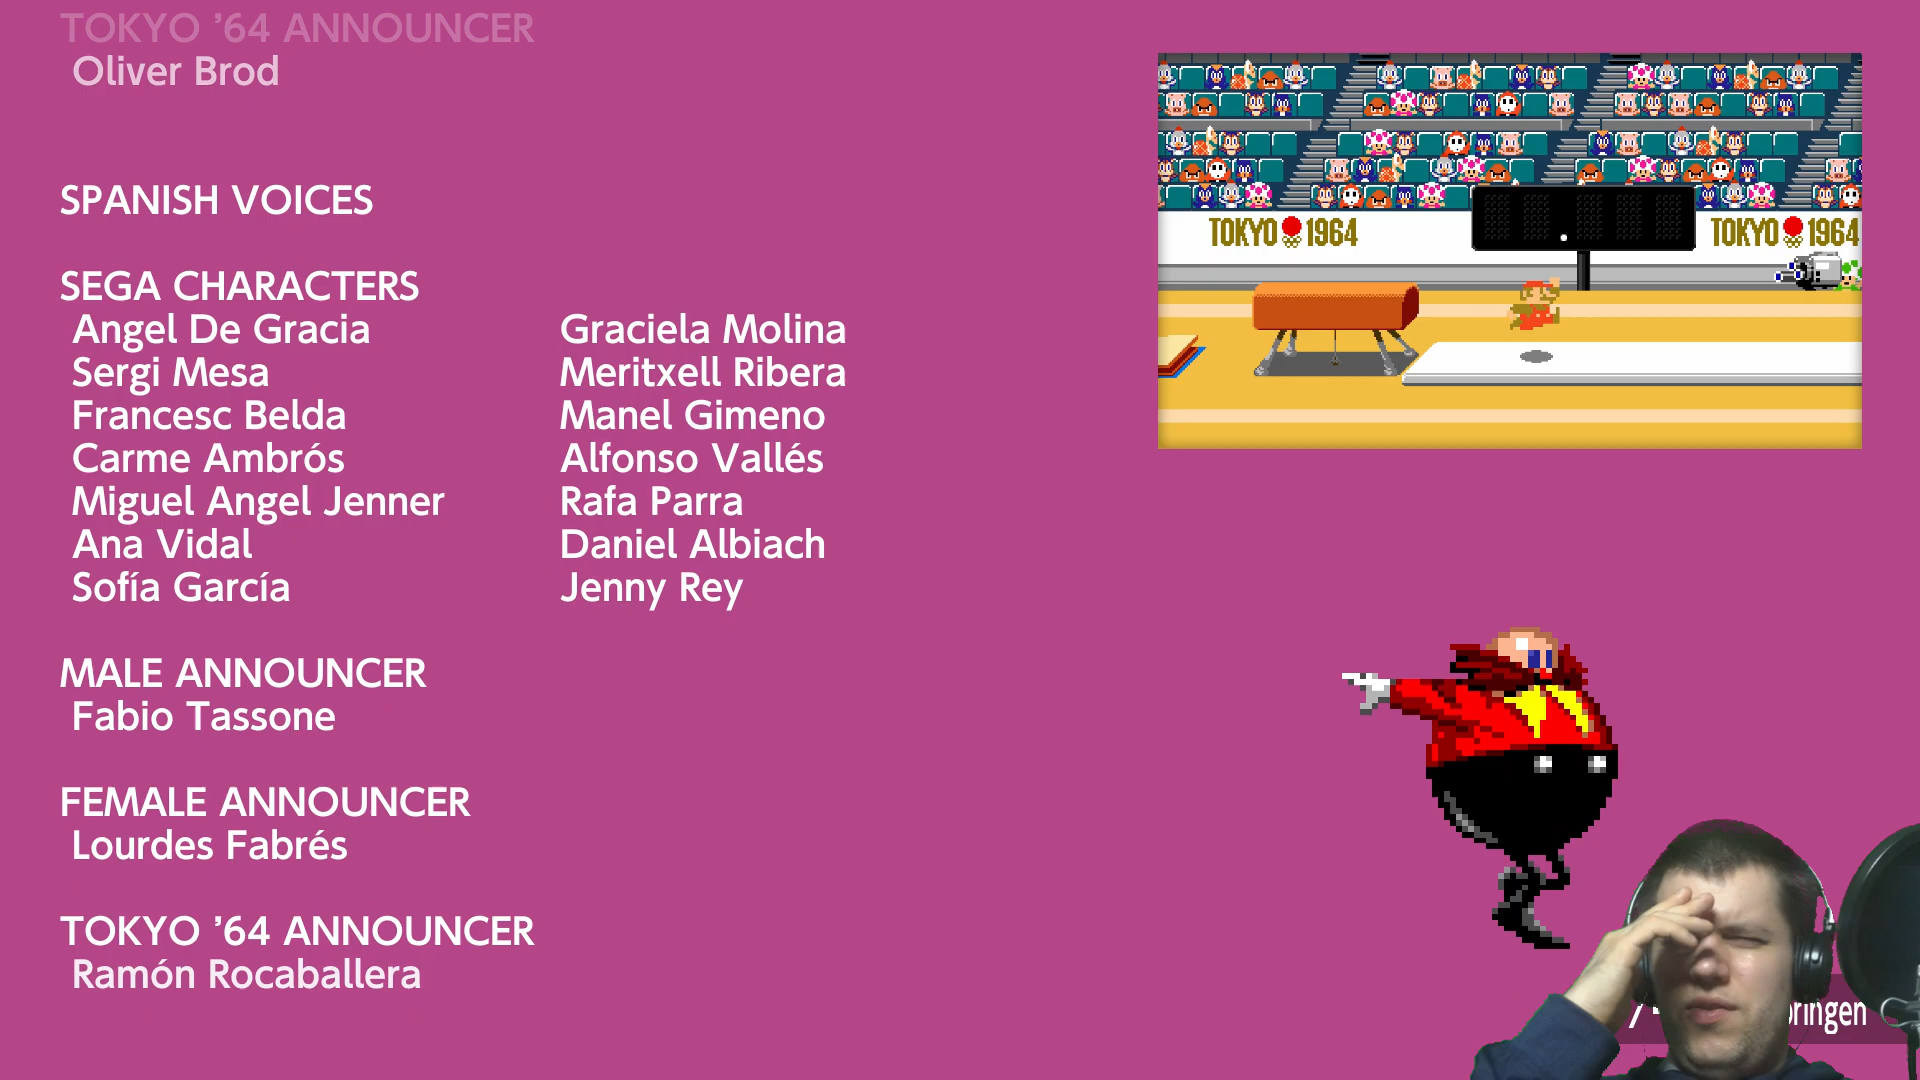 TOKYO ’64 ANNOUNCER
Oliver Brod
SPANISH VOICES
SEGA CHARACTERS
Angel De Gracia
Graciela Molina
Sergi Mesa
Meritxell Ribera
Francesc Belda
Manel Gimeno
Carme Ambrós
Alfonso Vallés
Miguel Angel Jenner
Rafa Parra
Ana Vidal
Daniel Albiach
Sofía García
Jenny Rey
MALE ANNOUNCER
Fabio Tassone
FEMALE ANNOUNCER
Lourdes Fabrés
TOKYO ’64 ANNOUNCER
Ramón Rocaballera
TOKYO 1964
TOKYO 1964